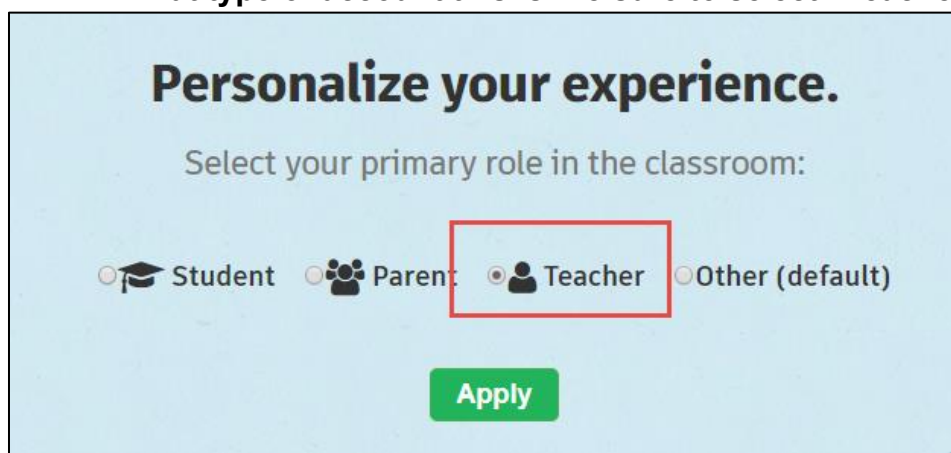 Personalize your experience.
Select your primary role in the classroom:
Student Parent Teacher Other (default)
Apply